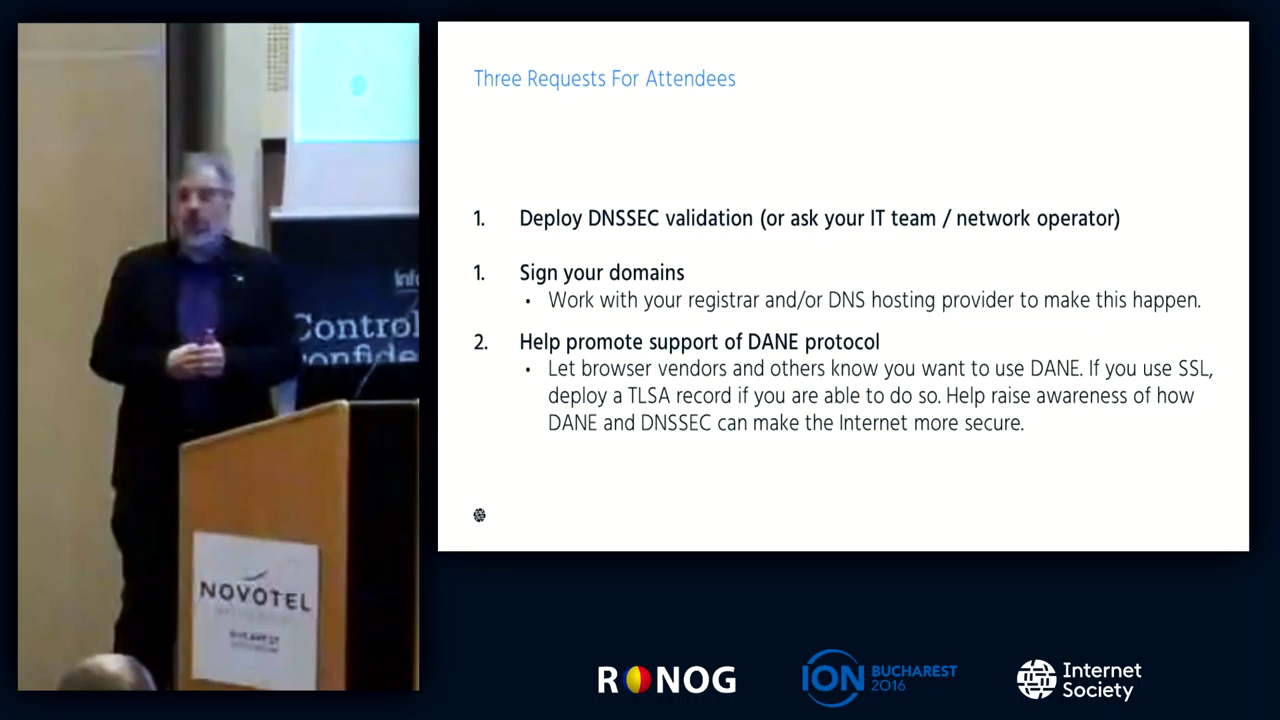 Three Requests For Attendees
1. Deploy DNSSEC validation (or ask your IT team / network operator)
1. Sign your domains
• Work with your registrar and/or DNS hosting provider to make this happen.
2. Help promote support of DANE protocol
• Let browser vendors and others know you want to use DANE. If you use SSL,
deploy a TLSA record if you are able to do so. Help raise awareness of how
DANE and DNSSEC can make the Internet more secure.
Control
confide
NOVOTEL
RONOG
ION BUCHAREST
2016
Internet
Society